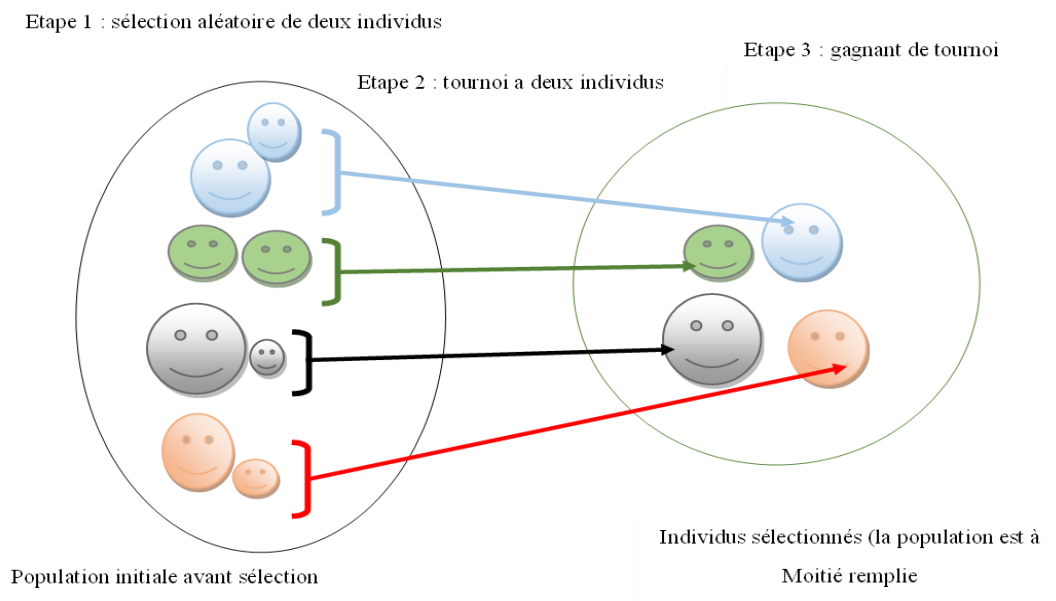 Etape 1 : sélection aléatoire de deux individus
Etape 3 : gagnant de tournoi
Etape 2 : tournoi a deux individus
Individus sélectionnés (la population est à
Moitié remplie
Population initiale avant sélection